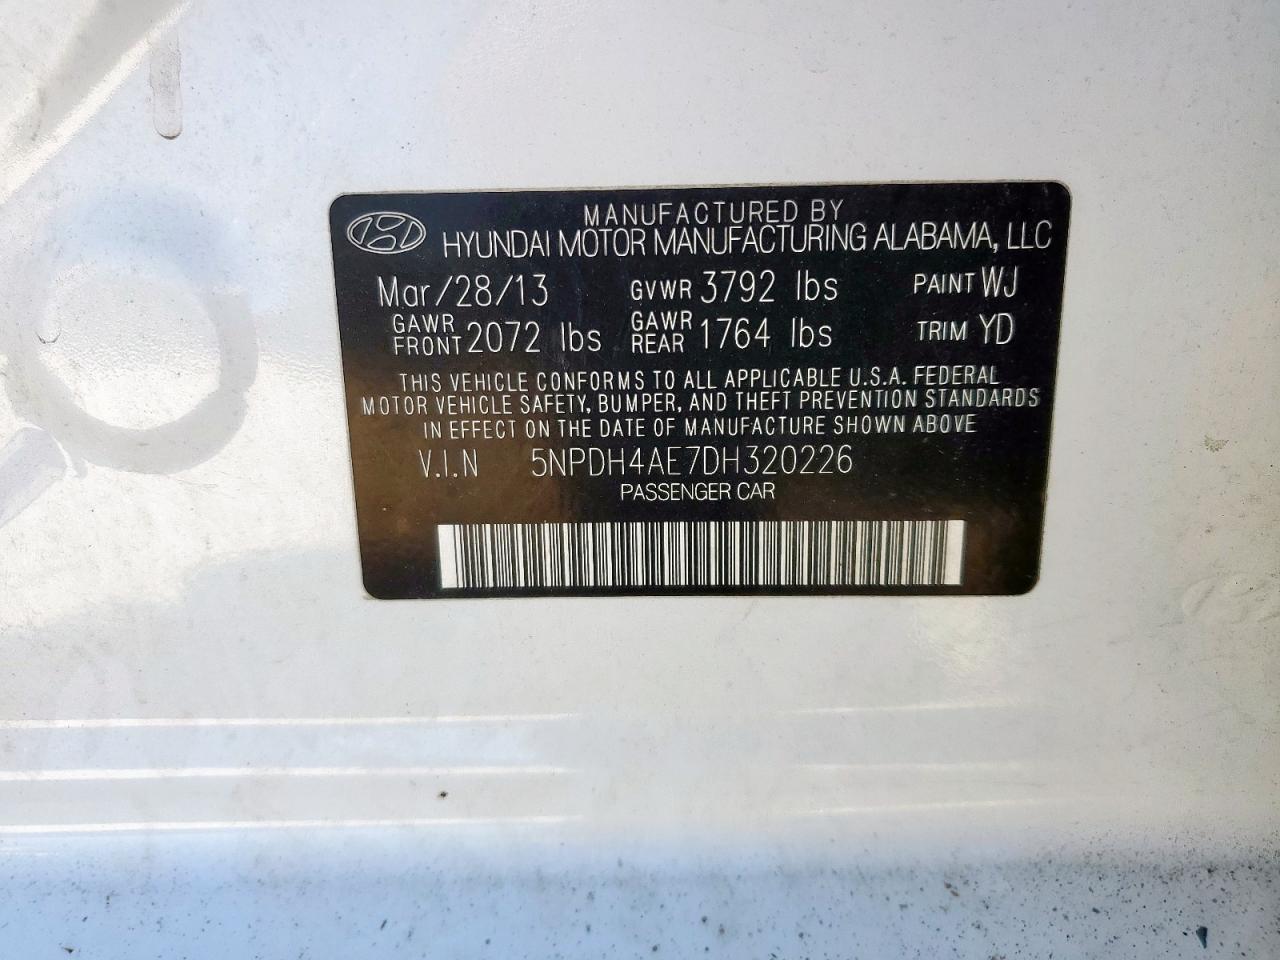 MANUFACTURED BY
HYUNDAI MOTOR MANUFACTURING ALABAMA, LLC
Mar/28/13 GVWR 3792 lbs PAINT WJ
GAWR FRONT 2072 lbs GAWR REAR 1764 lbs TRIM YD
THIS VEHICLE CONFORMS TO ALL APPLICABLE U.S.A. FEDERAL
MOTOR VEHICLE SAFETY, BUMPER, AND THEFT PREVENTION STANDARDS
IN EFFECT ON THE DATE OF MANUFACTURE SHOWN ABOVE
V.I.N 5NPDH4AE7DH320226
PASSENGER CAR